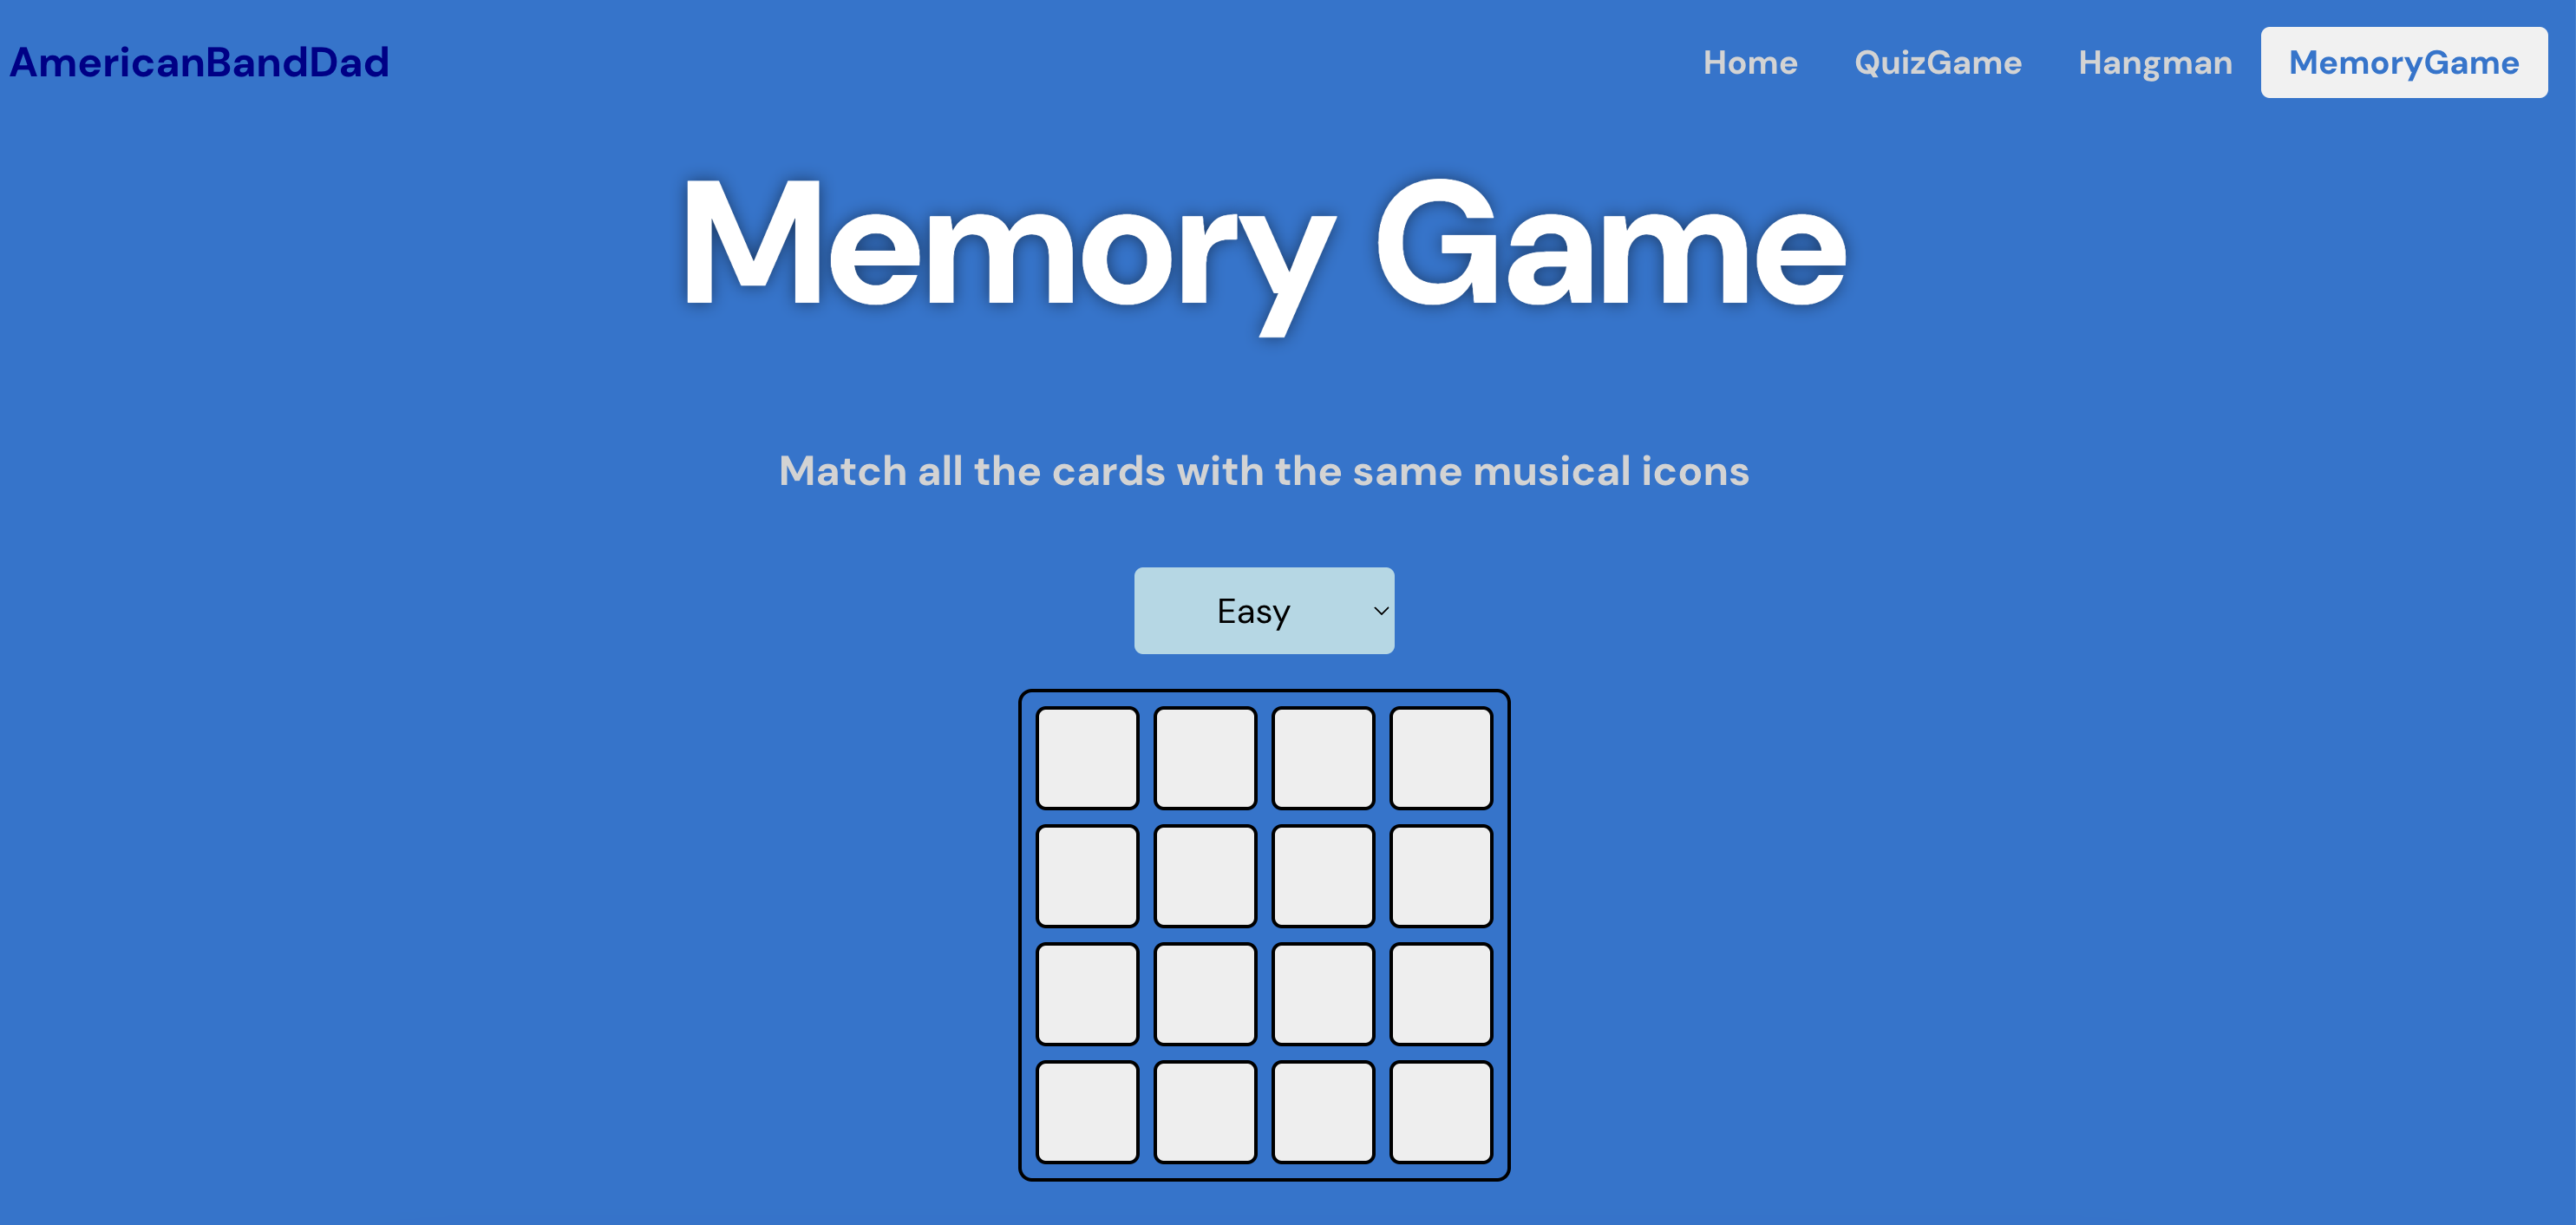 AmericanBandDad
Home QuizGame Hangman MemoryGame
Memory Game
Match all the cards with the same musical icons
Easy